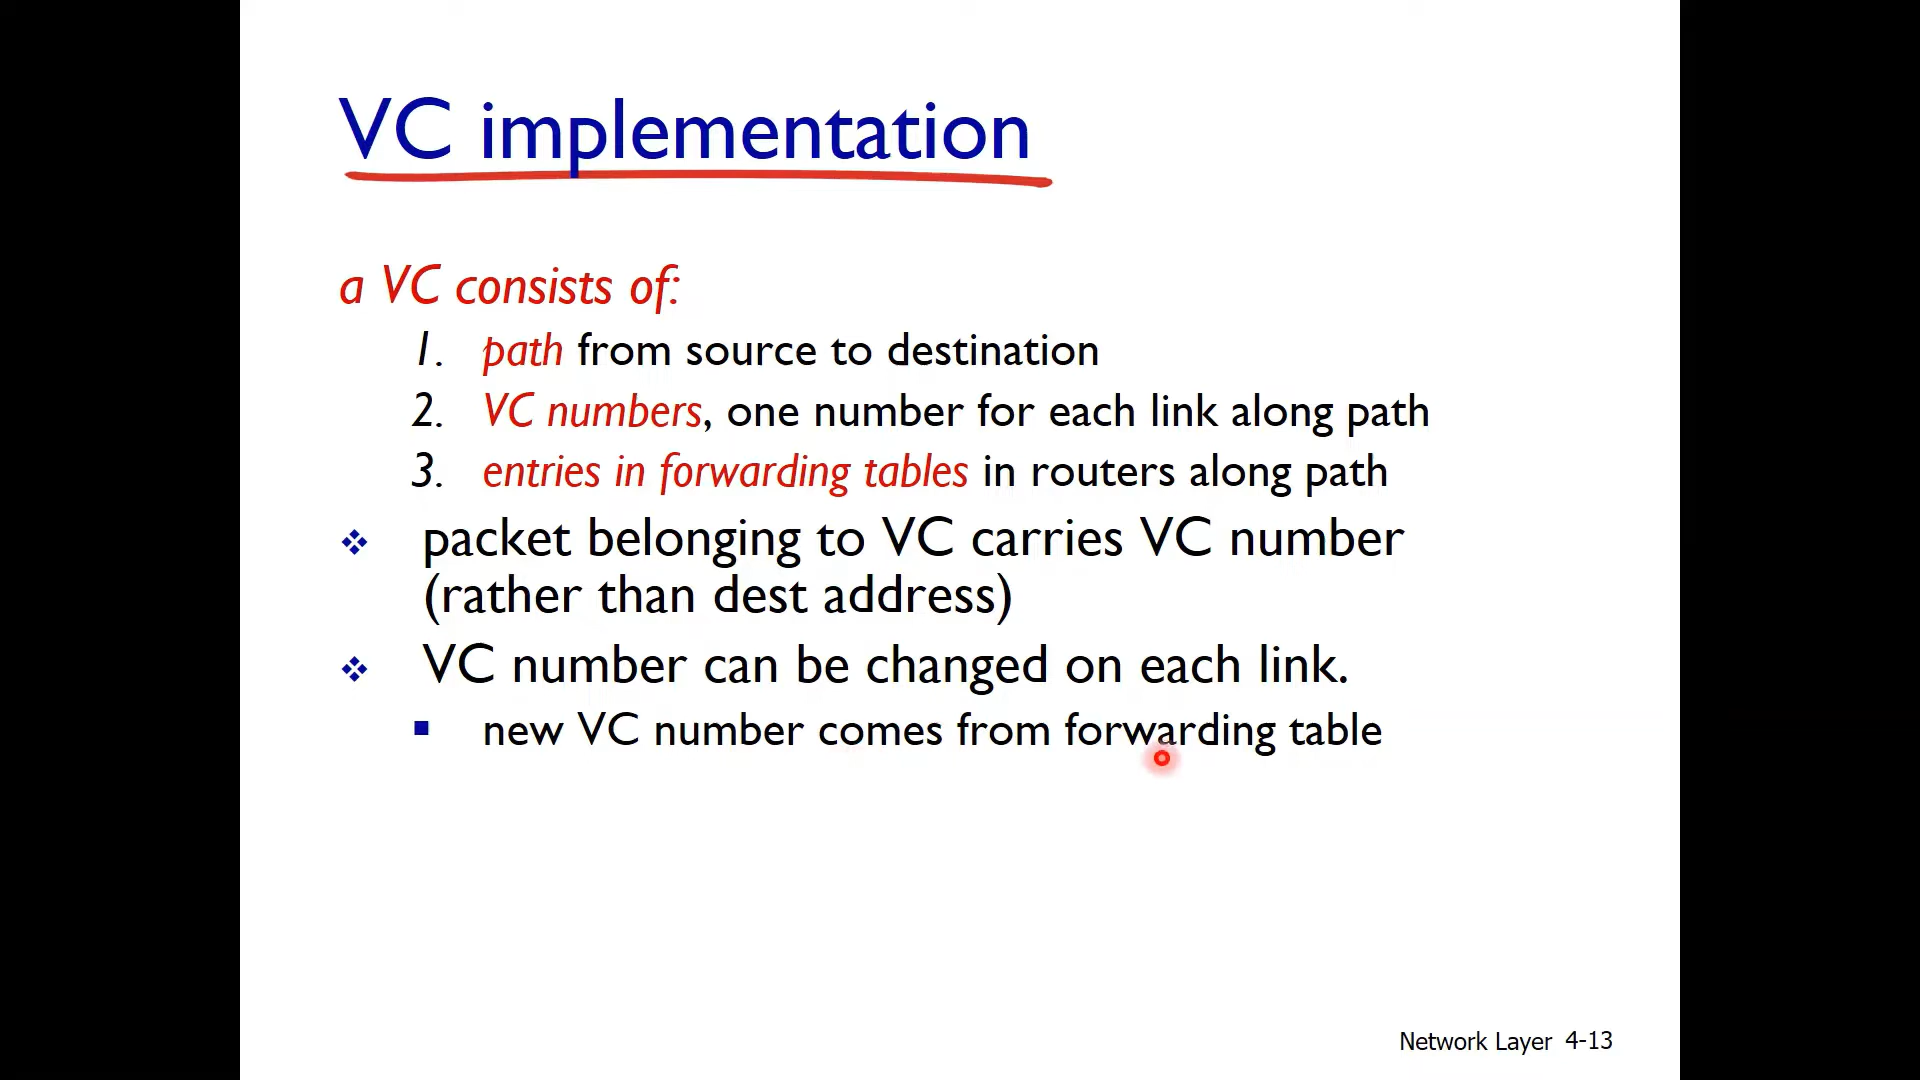 VC implementation
a VC consists of:
1. path from source to destination
2. VC numbers, one number for each link along path
3. entries in forwarding tables in routers along path
❖ packet belonging to VC carries VC number
(rather than dest address)
❖ VC number can be changed on each link.
▪ new VC number comes from forwarding table
Network Layer 4-13